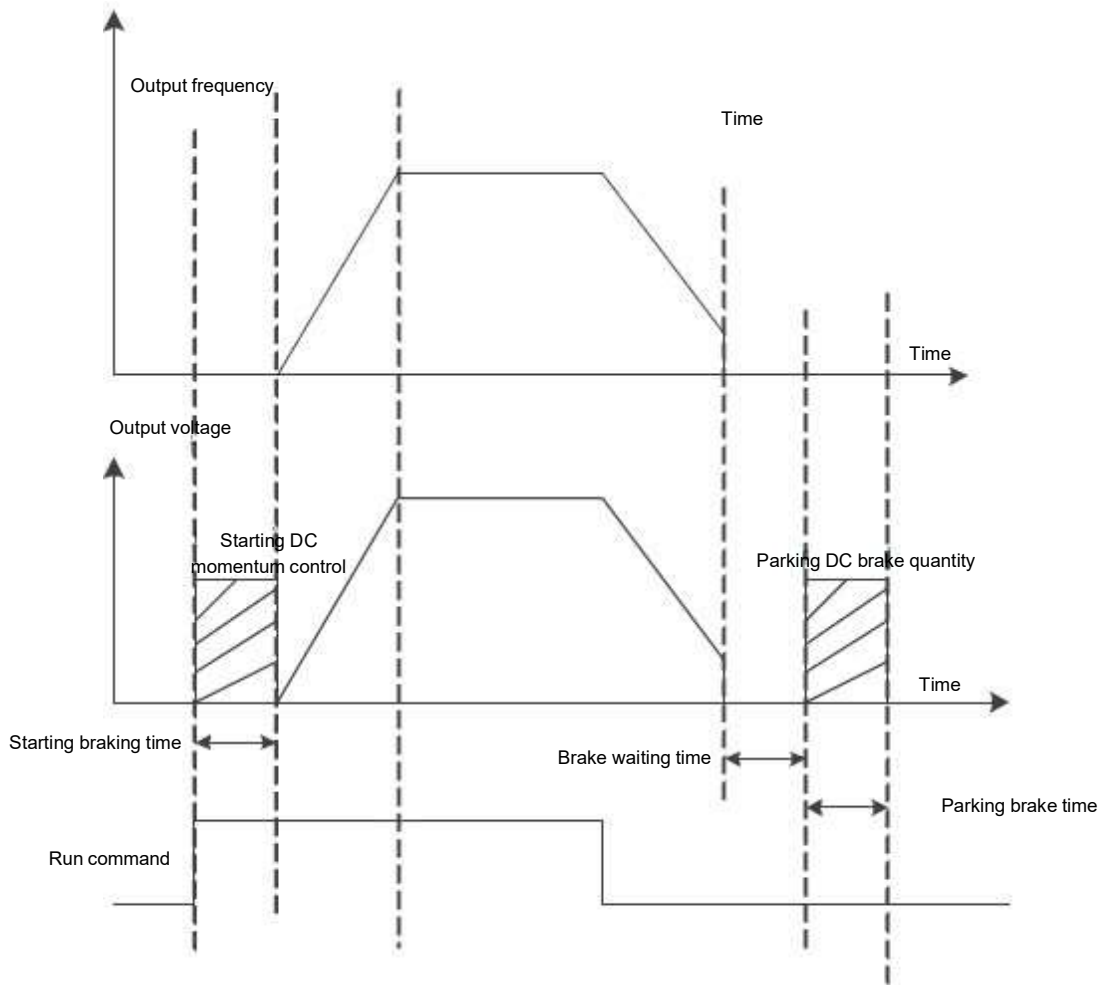 Output frequency
Time
Time
Output voltage
Starting DC
momentum control
Parking DC brake quantity
Time
Starting braking time
Brake waiting time
Parking brake time
Run command